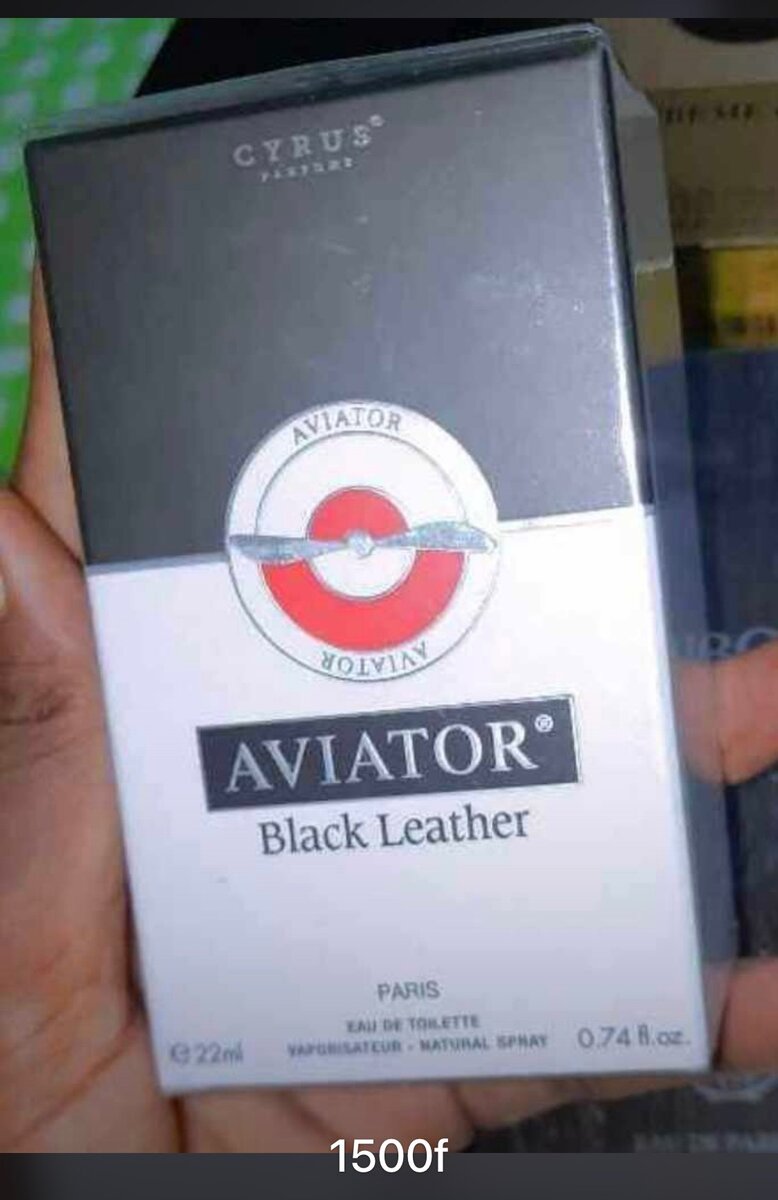 CYRUS®
PARFUMS
AVIATOR
AVIATOR
AVIATOR®
Black Leather
PARIS
EAU DE TOILETTE
℮ 22ml VAPORISATEUR - NATURAL SPRAY 0.74 fl.oz.
1500f